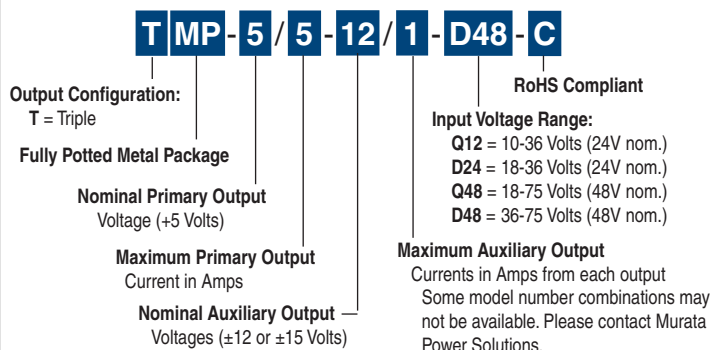 T MP - 5 / 5 - 12 / 1 - D48 - C
RoHS Compliant
Output Configuration:
T = Triple
Input Voltage Range:
Q12 = 10-36 Volts (24V nom.)
D24 = 18-36 Volts (24V nom.)
Q48 = 18-75 Volts (48V nom.)
D48 = 36-75 Volts (48V nom.)
Fully Potted Metal Package
Nominal Primary Output
Voltage (+5 Volts)
Maximum Primary Output
Current in Amps
Maximum Auxiliary Output
Currents in Amps from each output
Some model number combinations may
not be available. Please contact Murata
Power Solutions.
Nominal Auxiliary Output
Voltages (±12 or ±15 Volts)